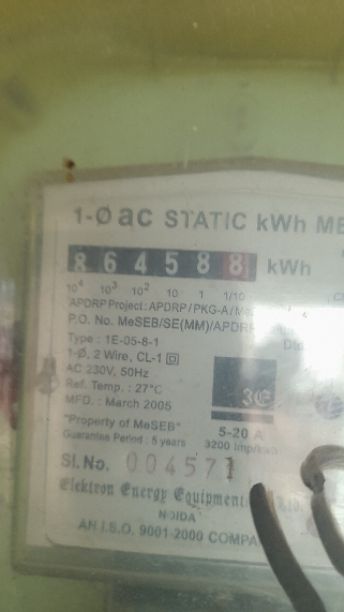 1-Ø ac STATIC kWh ME
864588 kWh
10⁴ 10³ 10² 10 1 1/10
APDRP Project : APDRP / PKG-A /
P.O. No. MeSEB/SE(MM)/APDRP
Type : 1E-05-8-1
1-Ø, 2 Wire, CL-1
AC 230V, 50Hz
Ref. Temp. : 27°C
MFD. : March 2005
"Property of MeSEB"
Guarantee Period : 5 years
5-20 A
3200 Imp/kwh
Sl. No. 004571
Elektron Energy Equipment
NOIDA
AN I.S.O. 9001-2000 COMPA